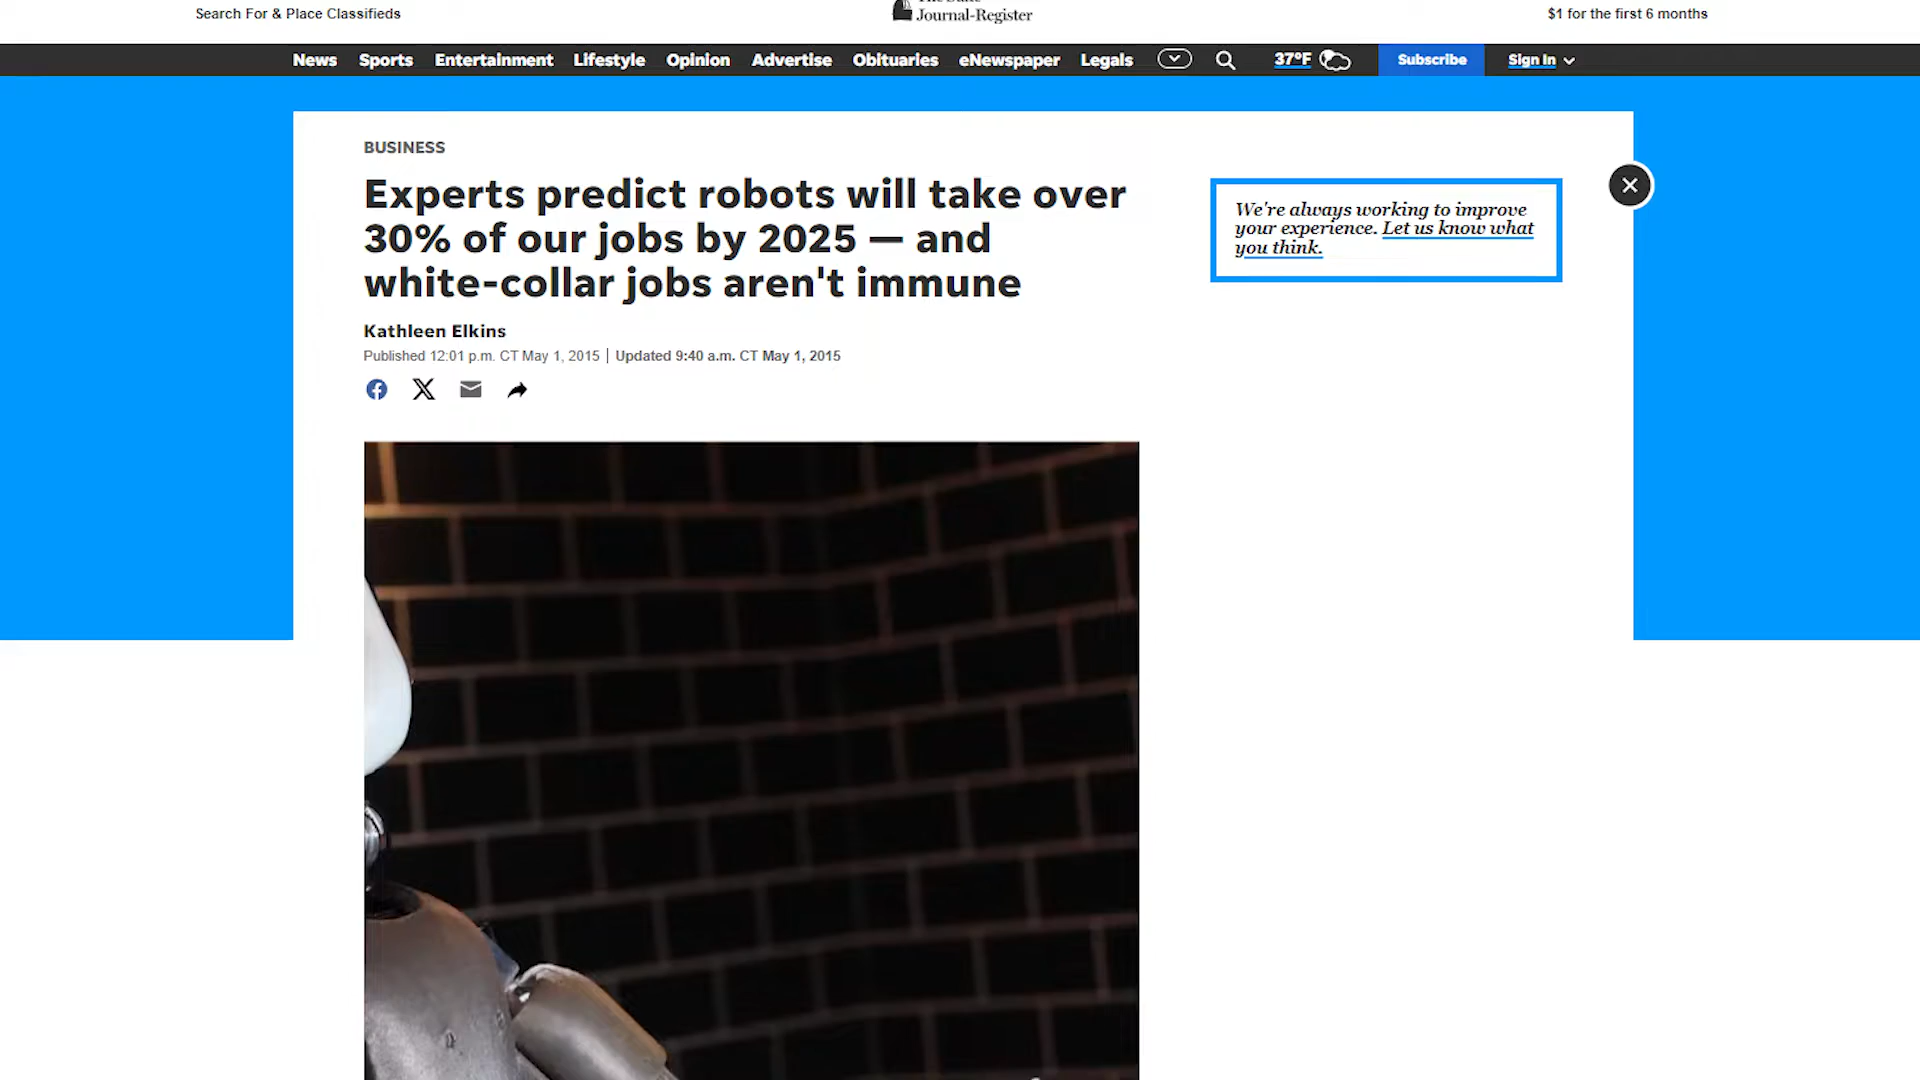 Search For & Place Classifieds
Journal-Register
$1 for the first 6 months
News Sports Entertainment Lifestyle Opinion Advertise Obituaries eNewspaper Legals 37°F Subscribe Sign In
BUSINESS
Experts predict robots will take over
30% of our jobs by 2025 — and
white-collar jobs aren't immune
Kathleen Elkins
Published 12:01 p.m. CT May 1, 2015 | Updated 9:40 a.m. CT May 1, 2015
We're always working to improve
your experience. Let us know what
you think.